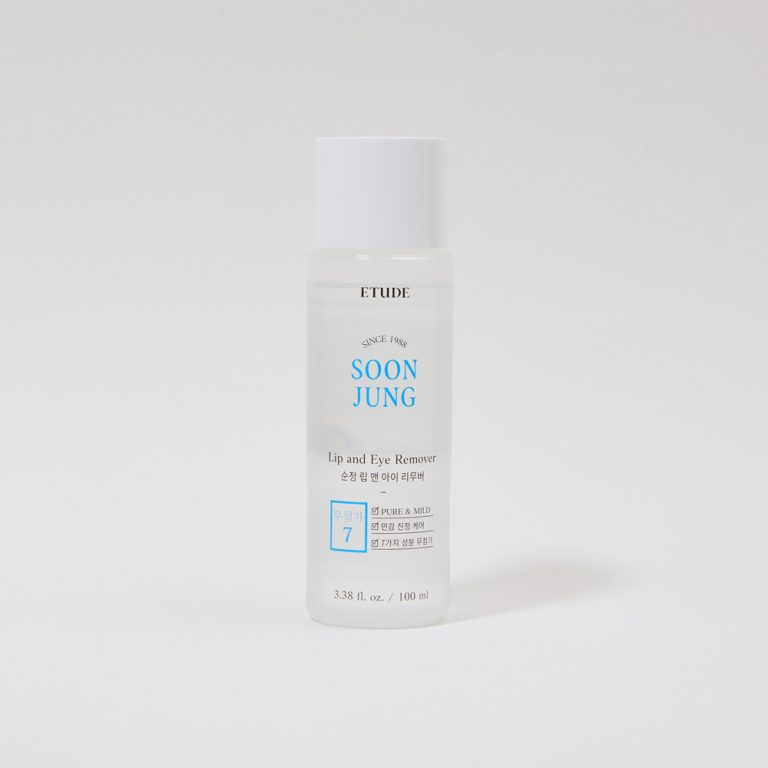 ETUDE
SINCE 1988
SOON
JUNG
Lip and Eye Remover
순정 립 앤 아이 리무버
무첨가
7
☑ PURE & MILD
☑ 민감 진정 케어
☑ 7가지 성분 무첨가
3.38 fl. oz. / 100 ml